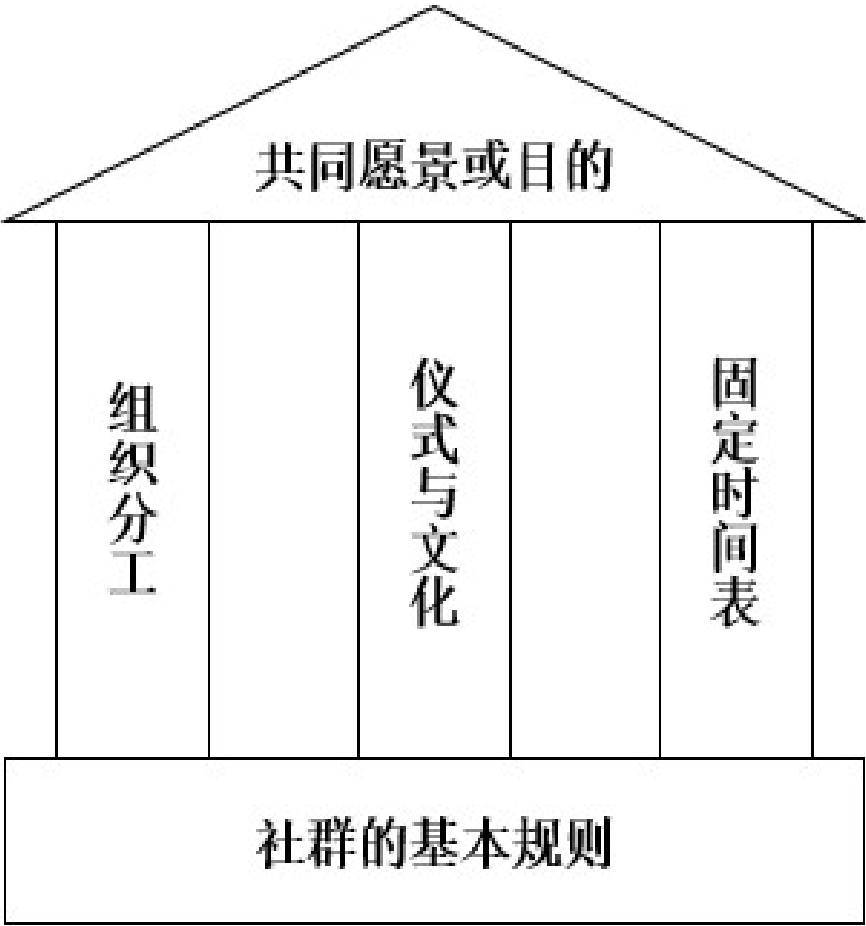 共同愿景或目的
组织分工
仪式与文化
固定时间表
社群的基本规则